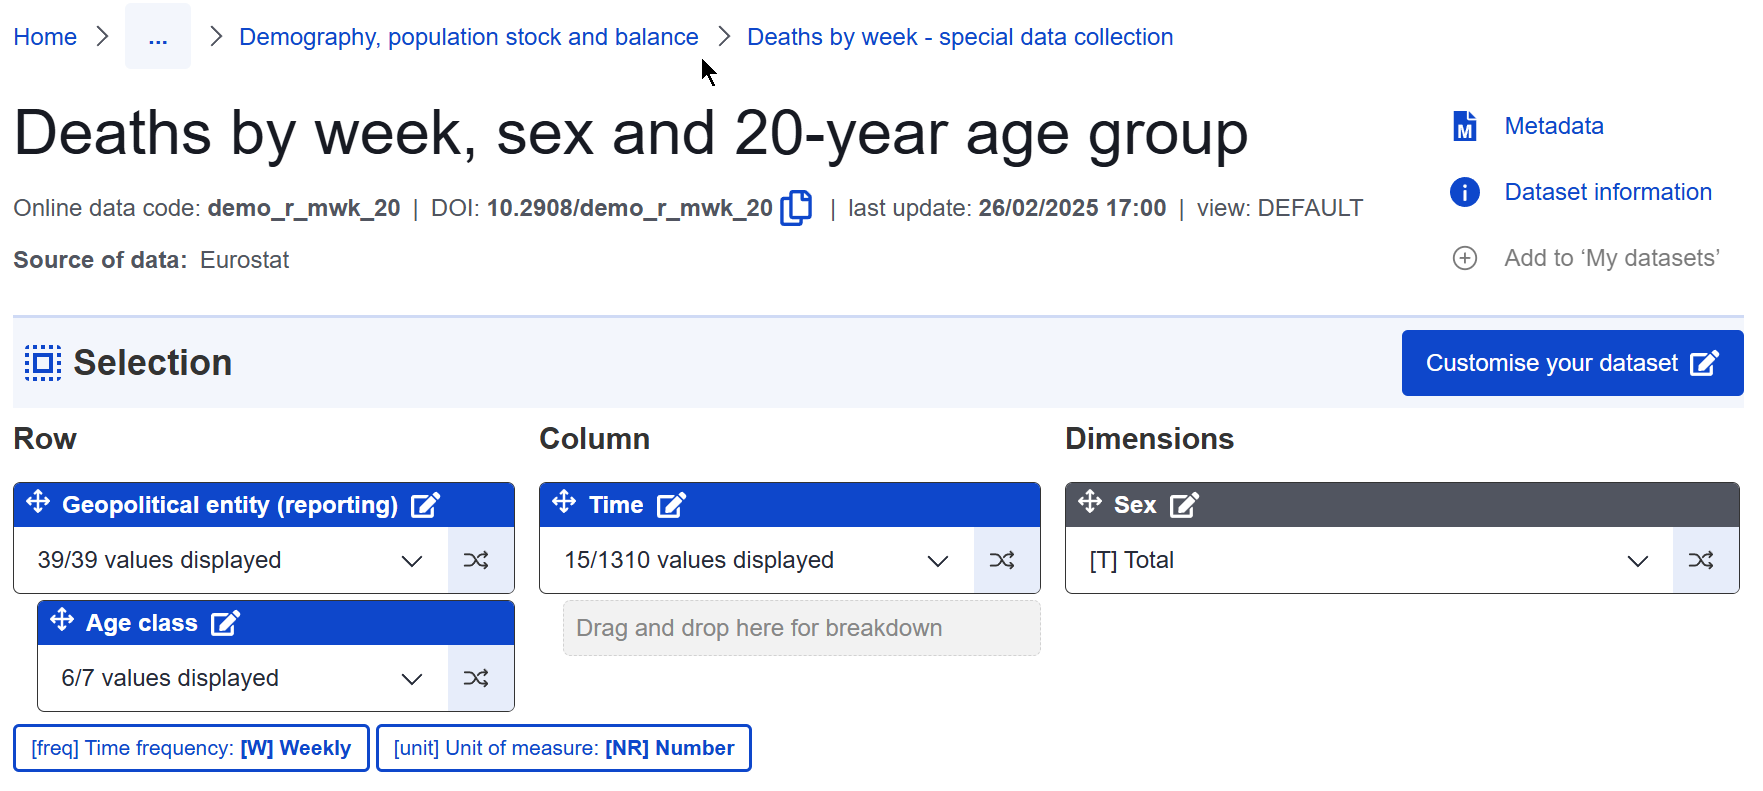 Home > ... > Demography, population stock and balance > Deaths by week - special data collection
Deaths by week, sex and 20-year age group
Metadata
Online data code: demo_r_mwk_20 | DOI: 10.2908/demo_r_mwk_20 | last update: 26/02/2025 17:00 | view: DEFAULT
Dataset information
Source of data: Eurostat
Add to ‘My datasets’
Selection
Customise your dataset
Row
Column
Dimensions
Geopolitical entity (reporting)
Time
Sex
39/39 values displayed
15/1310 values displayed
[T] Total
Age class
Drag and drop here for breakdown
6/7 values displayed
[freq] Time frequency: [W] Weekly
[unit] Unit of measure: [NR] Number